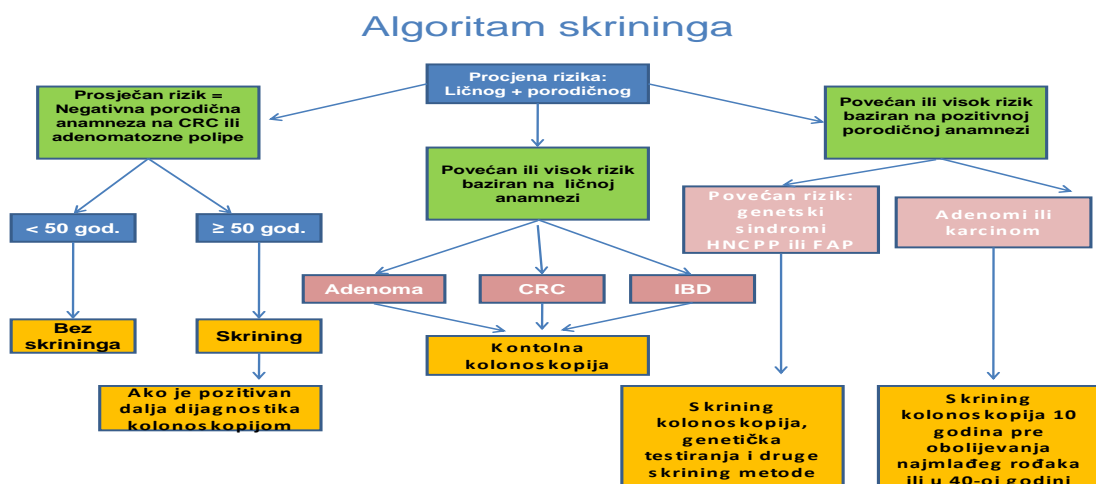 Algoritam skrininga
Procjena rizika:
Ličnog + porodičnog
Prosječan rizik =
Negativna porodična
anamneza na CRC ili
adenomatozne polipe
Povećan ili visok rizik
baziran na ličnoj
anamnezi
Povećan ili visok rizik
baziran na pozitivnoj
porodičnoj anamnezi
< 50 god.
≥ 50 god.
Povećan rizik:
genetski
sindromi
HNCPP ili FAP
Adenomi ili
karcinom
Adenoma
CRC
IBD
Bez
skrininga
Skrining
Kontolna
kolonoskopija
Ako je pozitivan
dalja dijagnostika
kolonoskopijom
Skrining
kolonoskopija,
genetička
testiranja i druge
skrining metode
Skrining
kolonoskopija 10
godina pre
obolijevanja
najmlađeg rođaka
ili u 40-oj godini